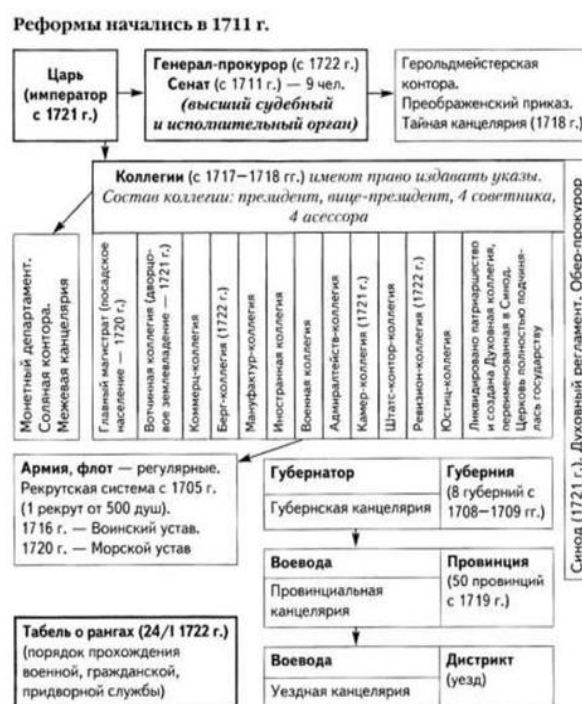 Реформы начались в 1711 г.
Царь
(император
с 1721 г.)
Генерал-прокурор (с 1722 г.)
Сенат (с 1711 г.) — 9 чел.
(высший судебный
и исполнительный орган)
Герольдмейстерская
контора.
Преображенский приказ.
Тайная канцелярия (1718 г.)
Коллегии (с 1717—1718 гг.) имеют право издавать указы.
Состав коллегии: президент, вице-президент, 4 советника,
4 асессора
Монетный департамент.
Соляная контора.
Межевая канцелярия
Главный магистрат (посадское
население — 1720 г.)
Вотчинная коллегия (дворцо-
вое землевладение — 1721 г.)
Коммерц-коллегия
Берг-коллегия (1722 г.)
Мануфактур-коллегия
Иностранная коллегия
Военная коллегия
Адмиралтейств-коллегия
Камер-коллегия (1721 г.)
Штатс-контор-коллегия
Ревизион-коллегия (1722 г.)
Юстиц-коллегия
Ликвидировано патриаршество
и создана Духовная коллегия,
переименованная в Синод.
Церковь полностью подчиня-
лась государству
Синод (1721 г.). Духовный регламент. Обер-прокурор
Армия, флот — регулярные.
Рекрутская система с 1705 г.
(1 рекрут от 500 душ).
1716 г. — Воинский устав.
1720 г. — Морской устав
Губернатор
Губернская канцелярия
Губерния
(8 губерний с
1708—1709 гг.)
Воевода
Провинциальная
канцелярия
Провинция
(50 провинций
с 1719 г.)
Табель о рангах (24/I 1722 г.)
(порядок прохождения
военной, гражданской,
придворной службы)
Воевода
Уездная канцелярия
Дистрикт
(уезд)